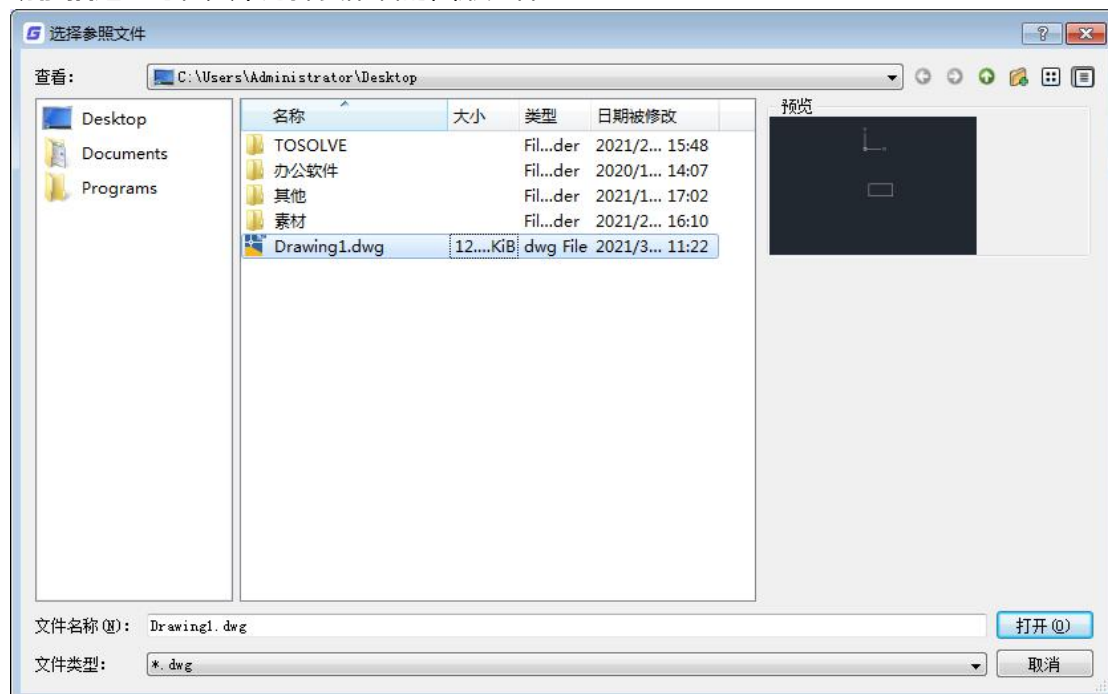 选择参照文件
查看: C:\Users\Administrator\Desktop
Desktop
Documents
Programs
名称 大小 类型 日期被修改
TOSOLVE Fil...der 2021/2... 15:48
办公软件 Fil...der 2020/1... 14:07
其他 Fil...der 2021/1... 17:02
素材 Fil...der 2021/2... 16:10
Drawing1.dwg 12....KiB dwg File 2021/3... 11:22
预览
文件名称(N): Drawing1.dwg 打开(O)
文件类型: *.dwg 取消